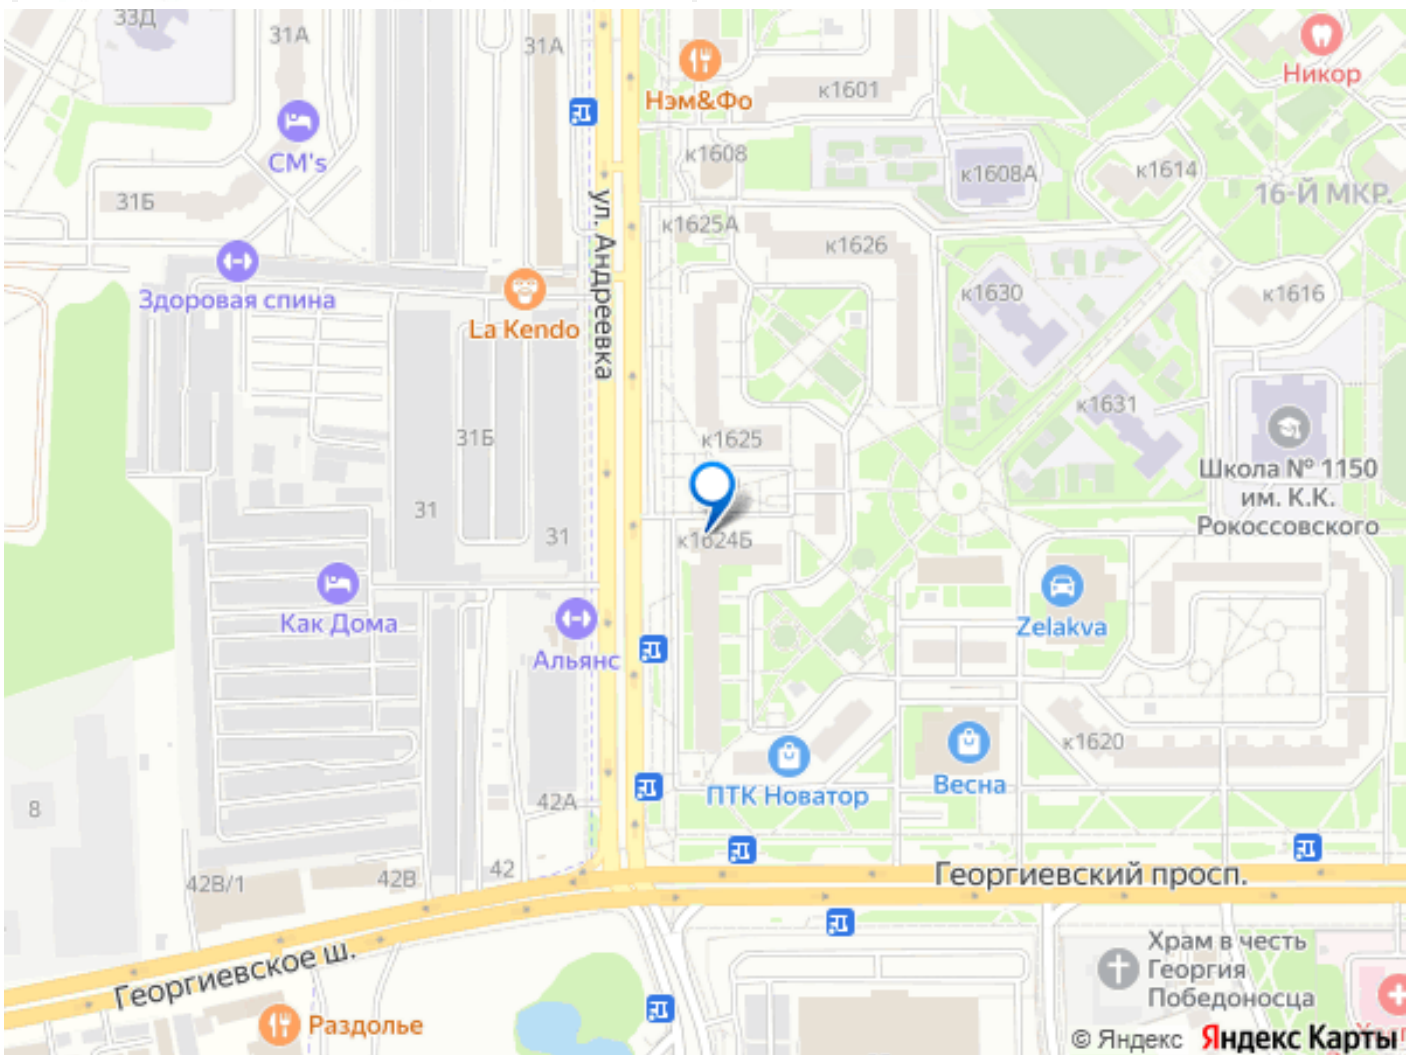 33Д
31А
31А
Нэм&Фо
к1601
Никор
СМ's
к1608
к1608А
к1614
16-Й МКР.
31Б
ул. Андреевка
к1625А
к1626
Здоровая спина
La Kendo
к1630
к1616
31Б
к1625
к1631
Школа № 1150
им. К.К.
Рокоссовского
31
31
к1624Б
Как Дома
Альянс
Zelakva
к1620
8
42А
ПТК Новатор
Весна
42В/1
42В
42
Георгиевский просп.
Георгиевское ш.
Храм в честь
Георгия
Победоносца
Раздолье
© Яндекс Яндекс Карты